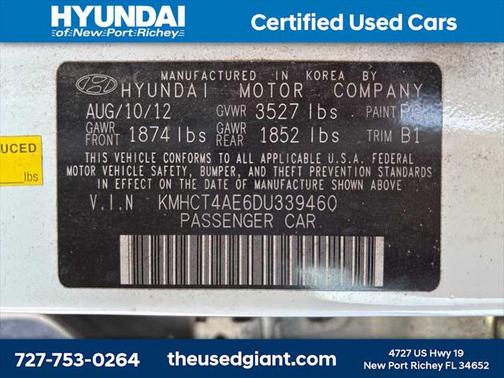 HYUNDAI
of New Port Richey
Certified Used Cars
MANUFACTURED IN KOREA BY
HYUNDAI MOTOR COMPANY
AUG/10/12 GVWR 3527 lbs PAINT
GAWR FRONT 1874 lbs GAWR REAR 1852 lbs TRIM B1
THIS VEHICLE CONFORMS TO ALL APPLICABLE U.S.A. FEDERAL
MOTOR VEHICLE SAFETY, BUMPER, AND THEFT PREVENTION
STANDARDS IN EFFECT ON THE DATE OF
MANUFACTURE SHOWN ABOVE.
V.I.N KMHCT4AE6DU339460
PASSENGER CAR
UCED
lbs
727-753-0264
theusedgiant.com
4727 US Hwy 19
New Port Richey FL 34652